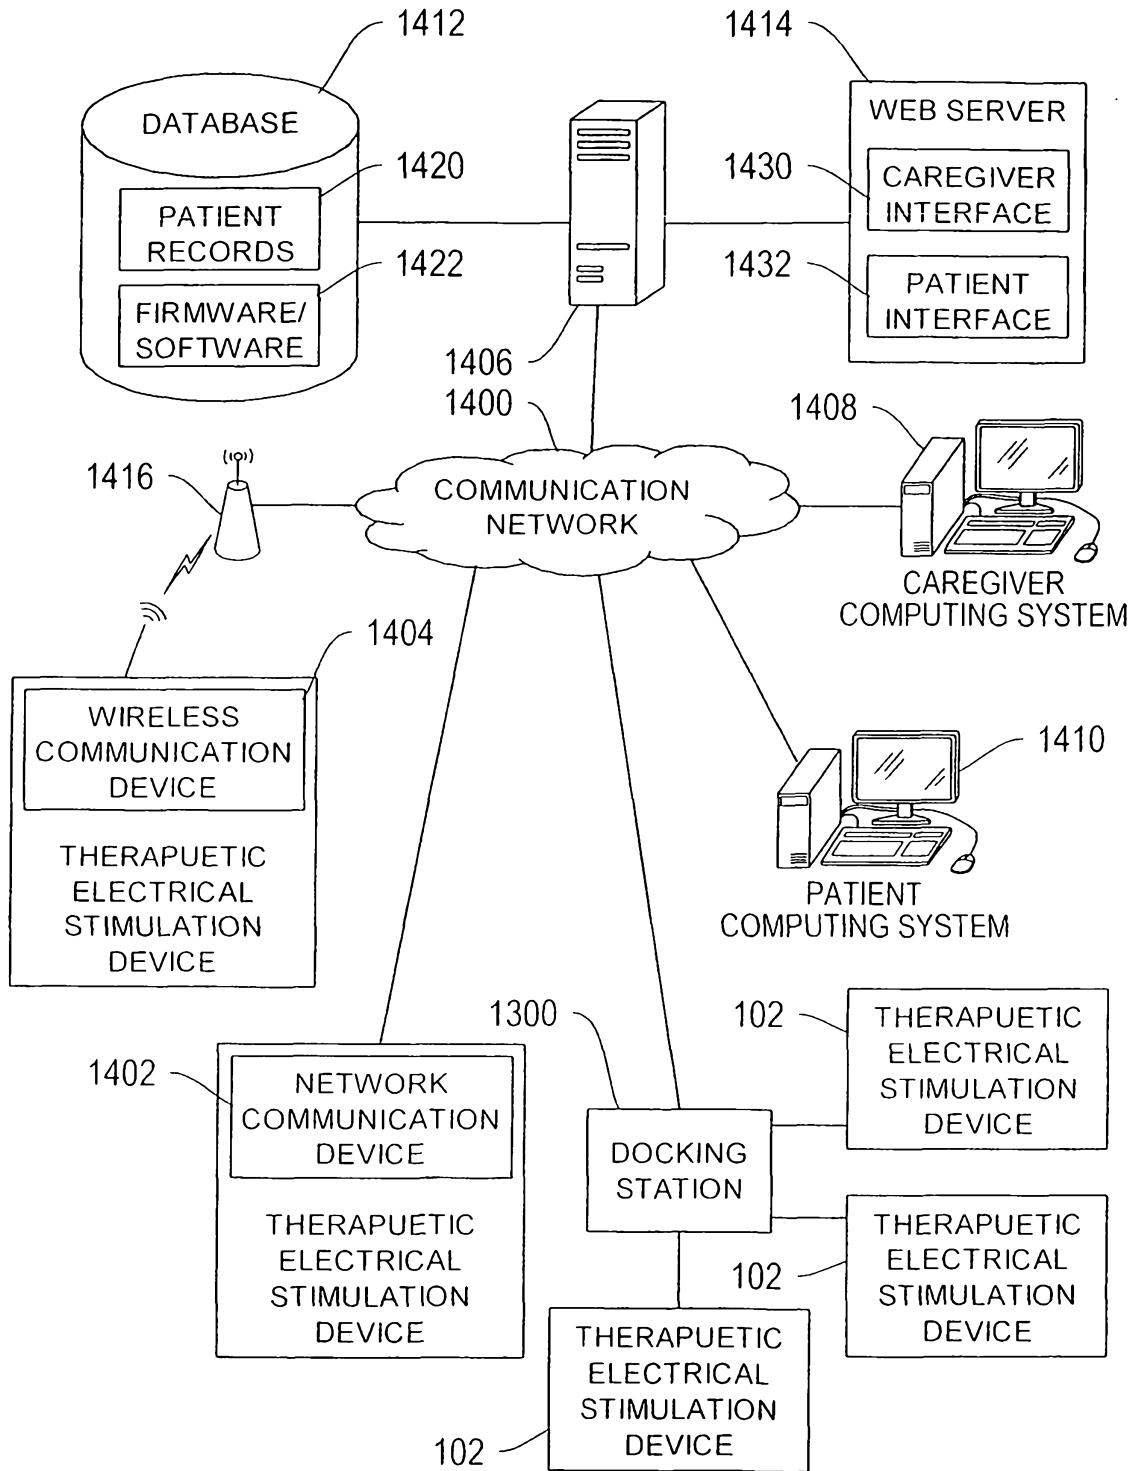 1412
1414
DATABASE
WEB SERVER
1420
1430
CAREGIVER
INTERFACE
PATIENT
RECORDS
1422
1432
PATIENT
INTERFACE
FIRMWARE/
SOFTWARE
1406
1400
1408
1416
COMMUNICATION
NETWORK
CAREGIVER
COMPUTING SYSTEM
1404
WIRELESS
COMMUNICATION
DEVICE
THERAPUETIC
ELECTRICAL
STIMULATION
DEVICE
1410
PATIENT
COMPUTING SYSTEM
1300
102
THERAPUETIC
ELECTRICAL
STIMULATION
DEVICE
1402
NETWORK
COMMUNICATION
DEVICE
THERAPUETIC
ELECTRICAL
STIMULATION
DEVICE
DOCKING
STATION
102
THERAPUETIC
ELECTRICAL
STIMULATION
DEVICE
102
THERAPUETIC
ELECTRICAL
STIMULATION
DEVICE